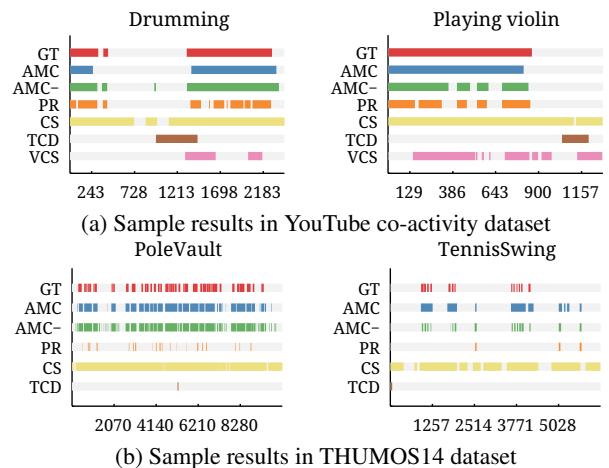 Drumming Playing violin
GT
AMC
AMC-
PR
CS
TCD
VCS
243 728 1213 1698 2183
GT
AMC
AMC-
PR
CS
TCD
VCS
129 386 643 900 1157
(a) Sample results in YouTube co-activity dataset
PoleVault TennisSwing
GT
AMC
AMC-
PR
CS
TCD
2070 4140 6210 8280
GT
AMC
AMC-
PR
CS
TCD
1257 2514 3771 5028
(b) Sample results in THUMOS14 dataset